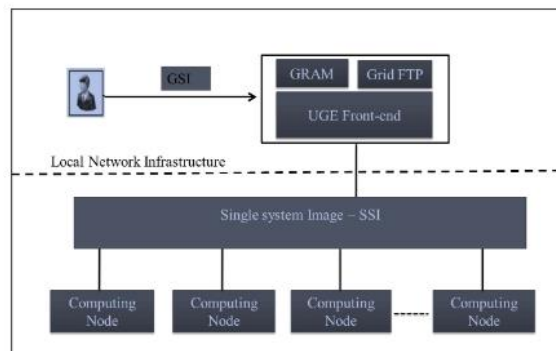 GSI
GRAM
Grid FTP
UGE Front-end
Local Network Infrastructure
Single system Image – SSI
Computing
Node
Computing
Node
Computing
Node
Computing
Node